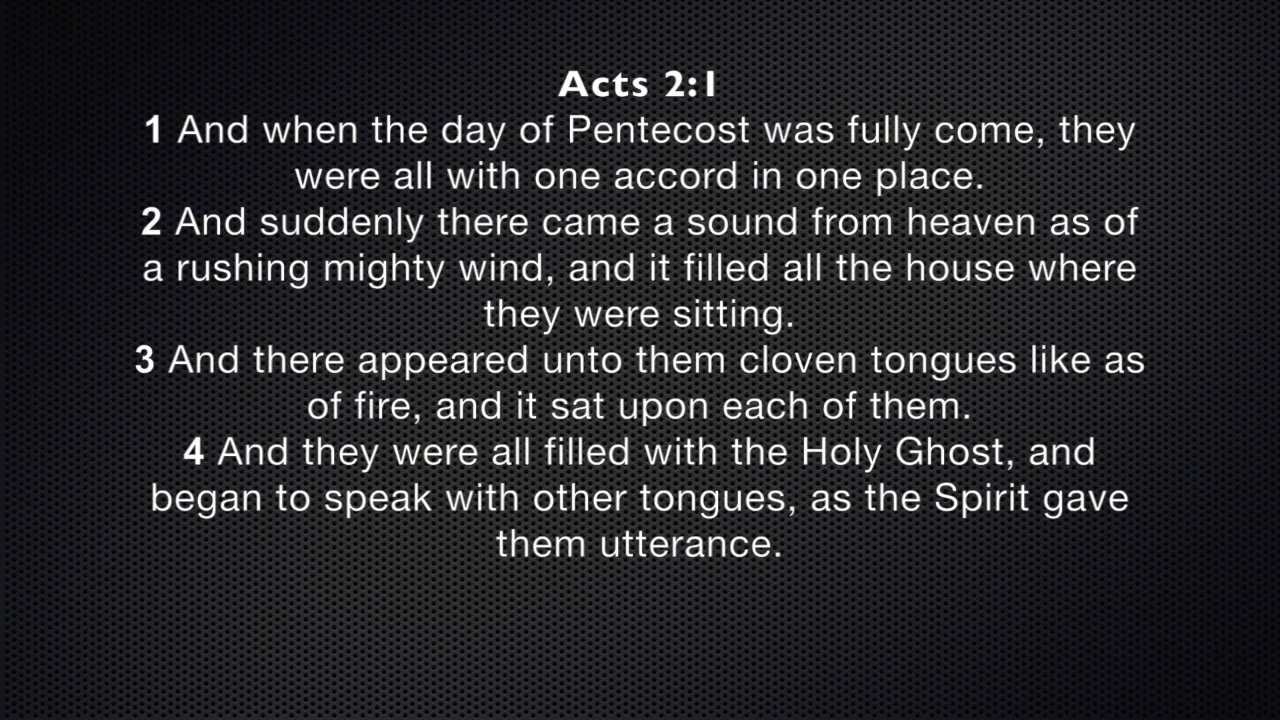 Acts 2:1
1 And when the day of Pentecost was fully come, they
were all with one accord in one place.
2 And suddenly there came a sound from heaven as of
a rushing mighty wind, and it filled all the house where
they were sitting.
3 And there appeared unto them cloven tongues like as
of fire, and it sat upon each of them.
4 And they were all filled with the Holy Ghost, and
began to speak with other tongues, as the Spirit gave
them utterance.